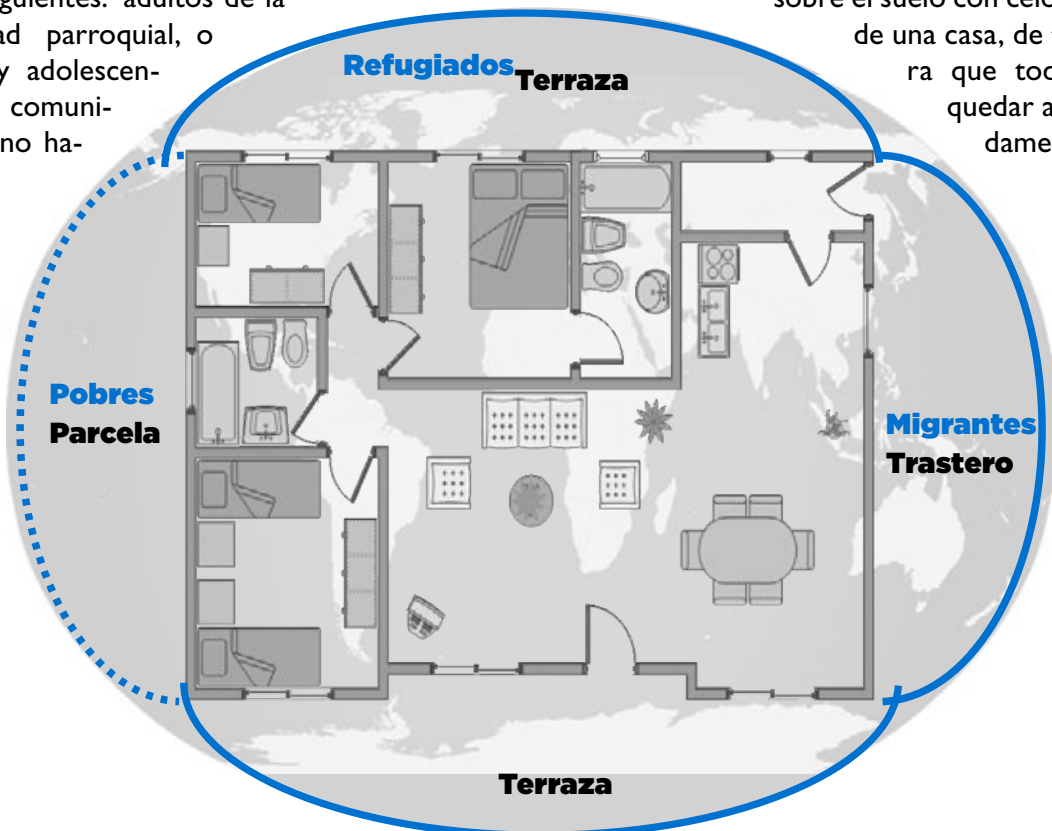 guientes: adultos de la
ad parroquial, o
y adolescen-
comuni-
no ha-
sobre el suelo con celo
de una casa, de
ra que tod
quedar a
dame
Refugiados
Terraza
Pobres
Parcela
Migrantes
Trastero
Terraza